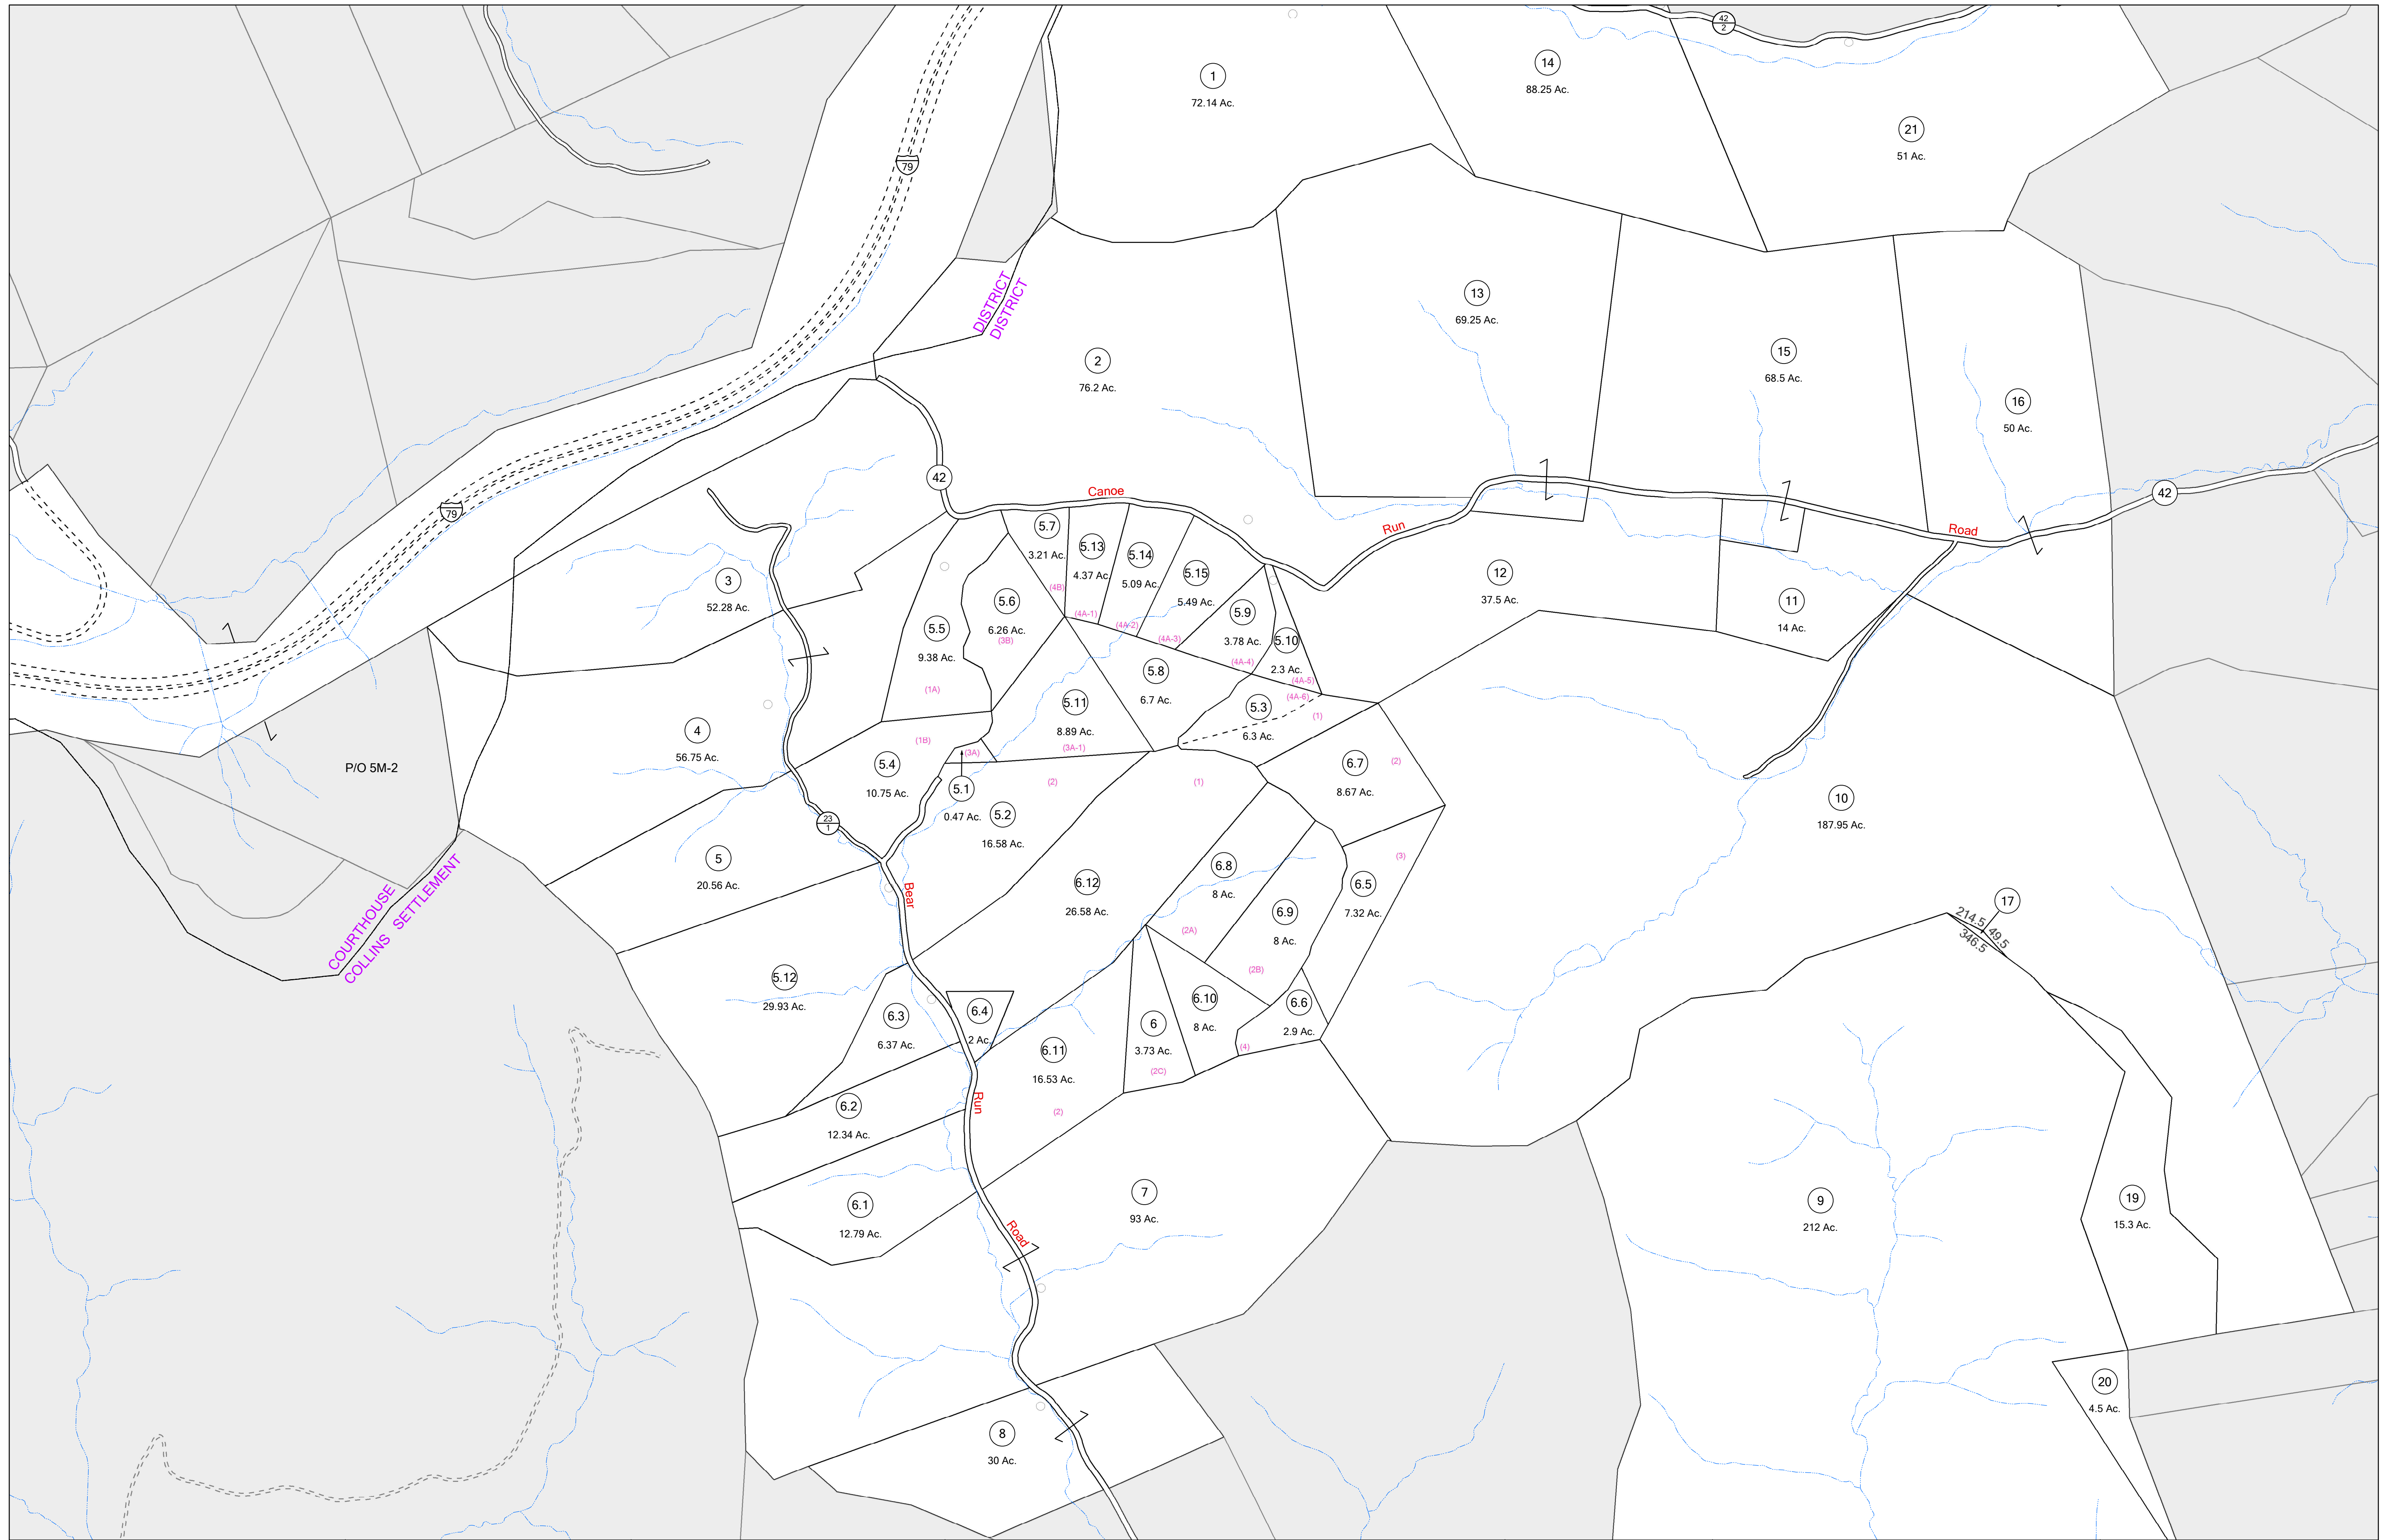 42
2
1
72.14 Ac.
14
88.25 Ac.
21
51 Ac.
79
DISTRICT
DISTRICT
13
69.25 Ac.
2
76.2 Ac.
15
68.5 Ac.
16
50 Ac.
42
79
Canoe
Run
Road
42
5.7
3.21 Ac.
(4B)
5.13
4.37 Ac.
(4A-1)
5.14
5.09 Ac.
(4A-2)
5.15
5.49 Ac.
(4A-3)
3
52.28 Ac.
5.6
6.26 Ac.
(3B)
5.5
9.38 Ac.
(1A)
5.9
3.78 Ac.
(4A-4)
5.10
2.3 Ac.
(4A-5)
(4A-6)
12
37.5 Ac.
11
14 Ac.
5.8
6.7 Ac.
5.3
6.3 Ac.
(1)
5.11
8.89 Ac.
(3A-1)
4
56.75 Ac.
(1B)
(3A)
5.4
10.75 Ac.
5.1
0.47 Ac.
(2)
5.2
16.58 Ac.
(1)
6.7
8.67 Ac.
(2)
P/O 5M-2
10
187.95 Ac.
23
1
5
20.56 Ac.
COURTHOUSE
COLLINS SETTLEMENT
Bear
6.12
26.58 Ac.
6.8
8 Ac.
(2A)
6.9
8 Ac.
(2B)
6.5
7.32 Ac.
(3)
17
214.5
49.5
346.5
5.12
29.93 Ac.
6.3
6.37 Ac.
6.4
2 Ac.
6.11
16.53 Ac.
(2)
6
3.73 Ac.
(2C)
6.10
8 Ac.
6.6
2.9 Ac.
(4)
6.2
12.34 Ac.
Run
6.1
12.79 Ac.
Road
7
93 Ac.
9
212 Ac.
19
15.3 Ac.
20
4.5 Ac.
8
30 Ac.